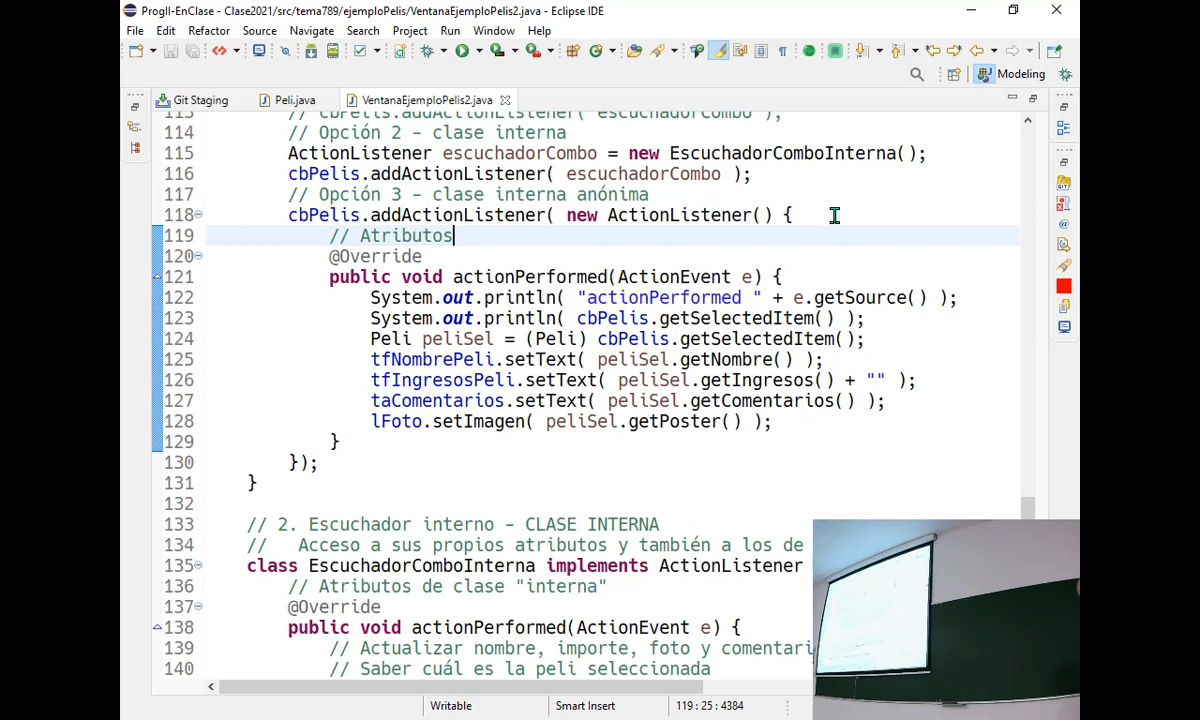 ProgII-EnClase - Clase2021/src/tema789/ejemploPelis/VentanaEjemploPelis2.java - Eclipse IDE
File Edit Refactor Source Navigate Search Project Run Window Help
Modeling
Git Staging Peli.java VentanaEjemploPelis2.java
113 // cbPelis.addActionListener( escuchadorCombo );
114 // Opción 2 - clase interna
115 ActionListener escuchadorCombo = new EscuchadorComboInterna();
116 cbPelis.addActionListener( escuchadorCombo );
117 // Opción 3 - clase interna anónima
118 cbPelis.addActionListener( new ActionListener() {
119 // Atributos
120 @Override
121 public void actionPerformed(ActionEvent e) {
122 System.out.println( "actionPerformed " + e.getSource() );
123 System.out.println( cbPelis.getSelectedItem() );
124 Peli peliSel = (Peli) cbPelis.getSelectedItem();
125 tfNombrePeli.setText( peliSel.getNombre() );
126 tfIngresosPeli.setText( peliSel.getIngresos() + "" );
127 taComentarios.setText( peliSel.getComentarios() );
128 lFoto.setImagen( peliSel.getPoster() );
129 }
130 });
131 }
132
133 // 2. Escuchador interno - CLASE INTERNA
134 // Acceso a sus propios atributos y también a los de
135 class EscuchadorComboInterna implements ActionListener
136 // Atributos de clase "interna"
137 @Override
138 public void actionPerformed(ActionEvent e) {
139 // Actualizar nombre, importe, foto y comentari
140 // Saber cuál es la peli seleccionada
Writable Smart Insert 119 : 25 : 4384